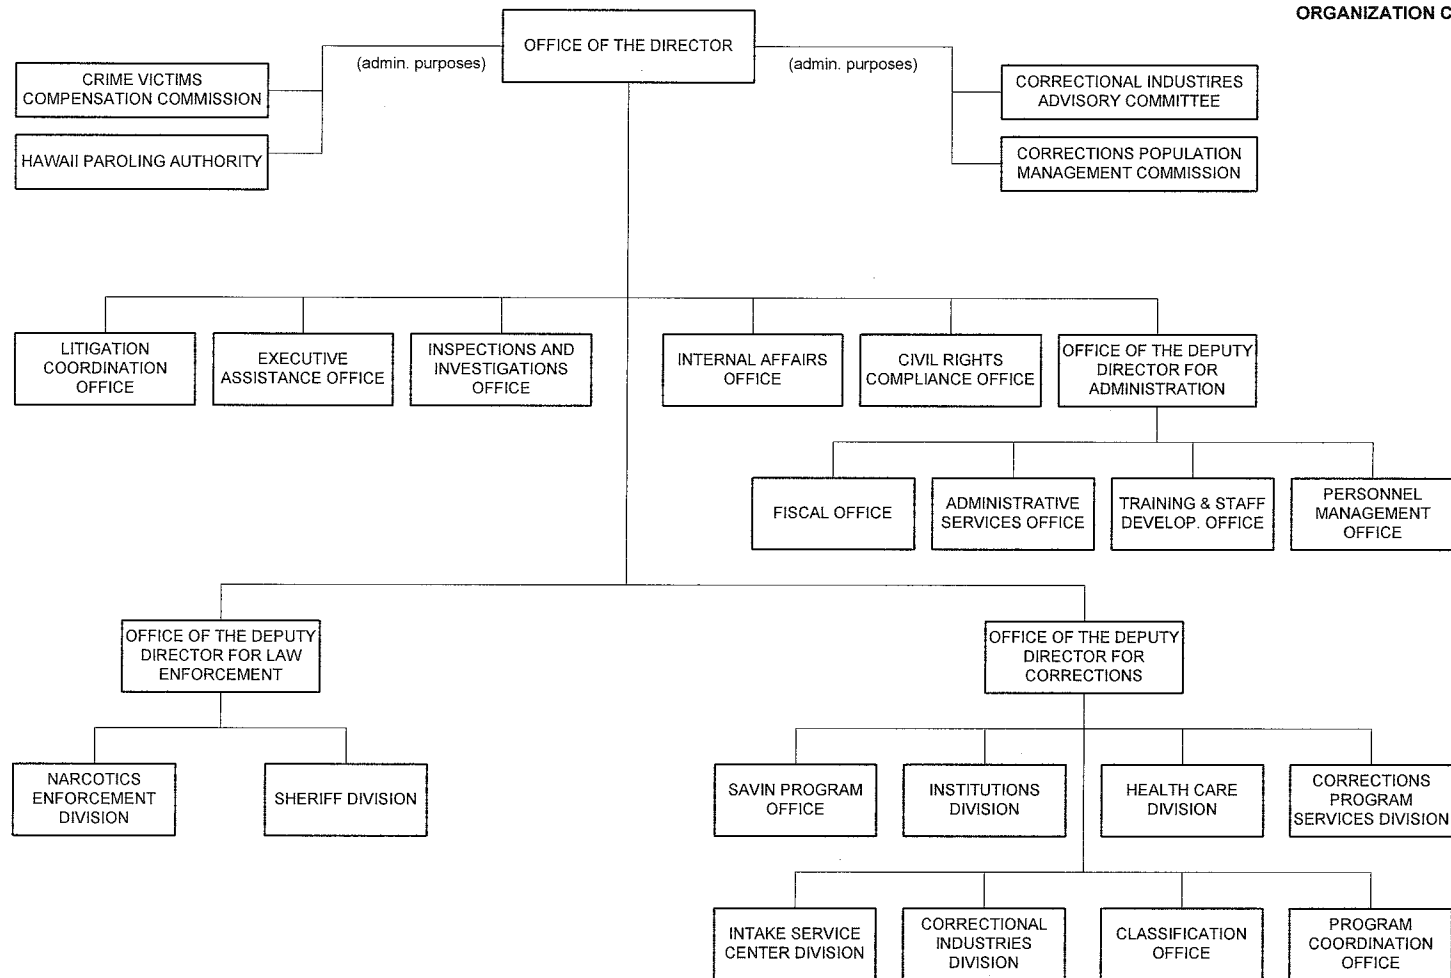 ORGANIZATION C
OFFICE OF THE DIRECTOR
(admin. purposes)
(admin. purposes)
CRIME VICTIMS
COMPENSATION COMMISSION
HAWAII PAROLING AUTHORITY
CORRECTIONAL INDUSTIRES
ADVISORY COMMITTEE
CORRECTIONS POPULATION
MANAGEMENT COMMISSION
LITIGATION
COORDINATION
OFFICE
EXECUTIVE
ASSISTANCE OFFICE
INSPECTIONS AND
INVESTIGATIONS
OFFICE
INTERNAL AFFAIRS
OFFICE
CIVIL RIGHTS
COMPLIANCE OFFICE
OFFICE OF THE DEPUTY
DIRECTOR FOR
ADMINISTRATION
FISCAL OFFICE
ADMINISTRATIVE
SERVICES OFFICE
TRAINING & STAFF
DEVELOP. OFFICE
PERSONNEL
MANAGEMENT
OFFICE
OFFICE OF THE DEPUTY
DIRECTOR FOR LAW
ENFORCEMENT
OFFICE OF THE DEPUTY
DIRECTOR FOR
CORRECTIONS
NARCOTICS
ENFORCEMENT
DIVISION
SHERIFF DIVISION
SAVIN PROGRAM
OFFICE
INSTITUTIONS
DIVISION
HEALTH CARE
DIVISION
CORRECTIONS
PROGRAM
SERVICES DIVISION
INTAKE SERVICE
CENTER DIVISION
CORRECTIONAL
INDUSTRIES
DIVISION
CLASSIFICATION
OFFICE
PROGRAM
COORDINATION
OFFICE